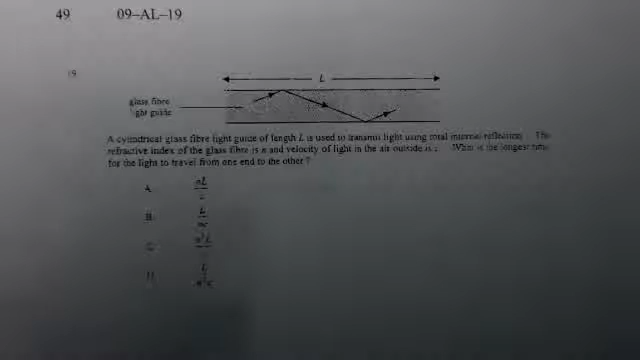 49 09-AL-19
19
L
glass fibre
light guide
A cylindrical glass fibre light guide of length L is used to transmit light using total internal reflection. The
refractive index of the glass fibre is n and velocity of light in the air outside is c. What is the longest time
for the light to travel from one end to the other ?
A. nL/c
B. L/nc
C. n²L/c
D. L/n²c